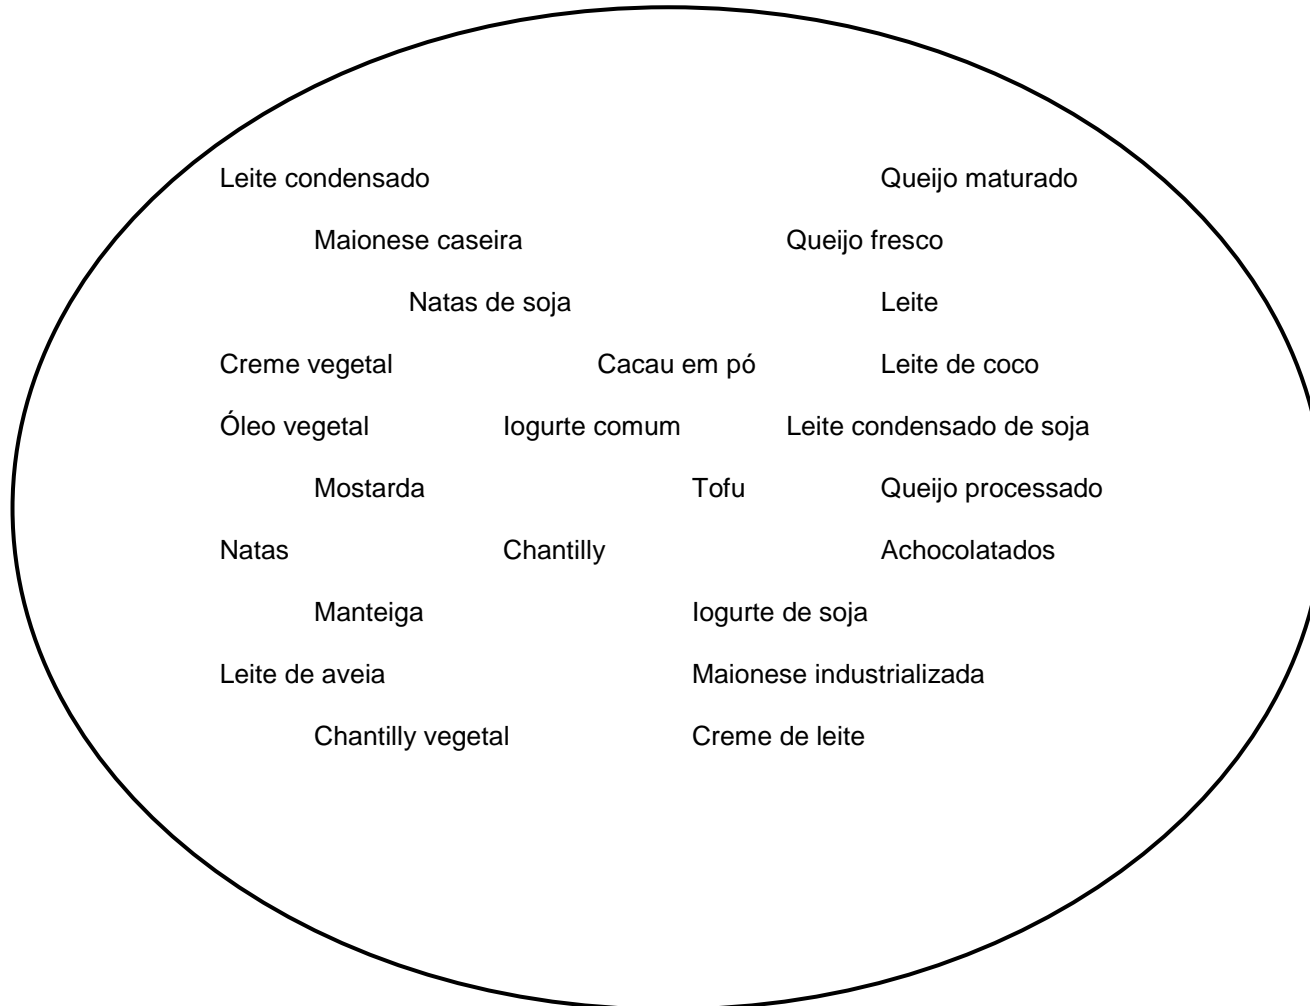 Leite condensado Queijo maturado
Maionese caseira Queijo fresco
Natas de soja Leite
Creme vegetal Cacau em pó Leite de coco
Óleo vegetal Iogurte comum Leite condensado de soja
Mostarda Tofu Queijo processado
Natas Chantilly Achocolatados
Manteiga Iogurte de soja
Leite de aveia Maionese industrializada
Chantilly vegetal Creme de leite